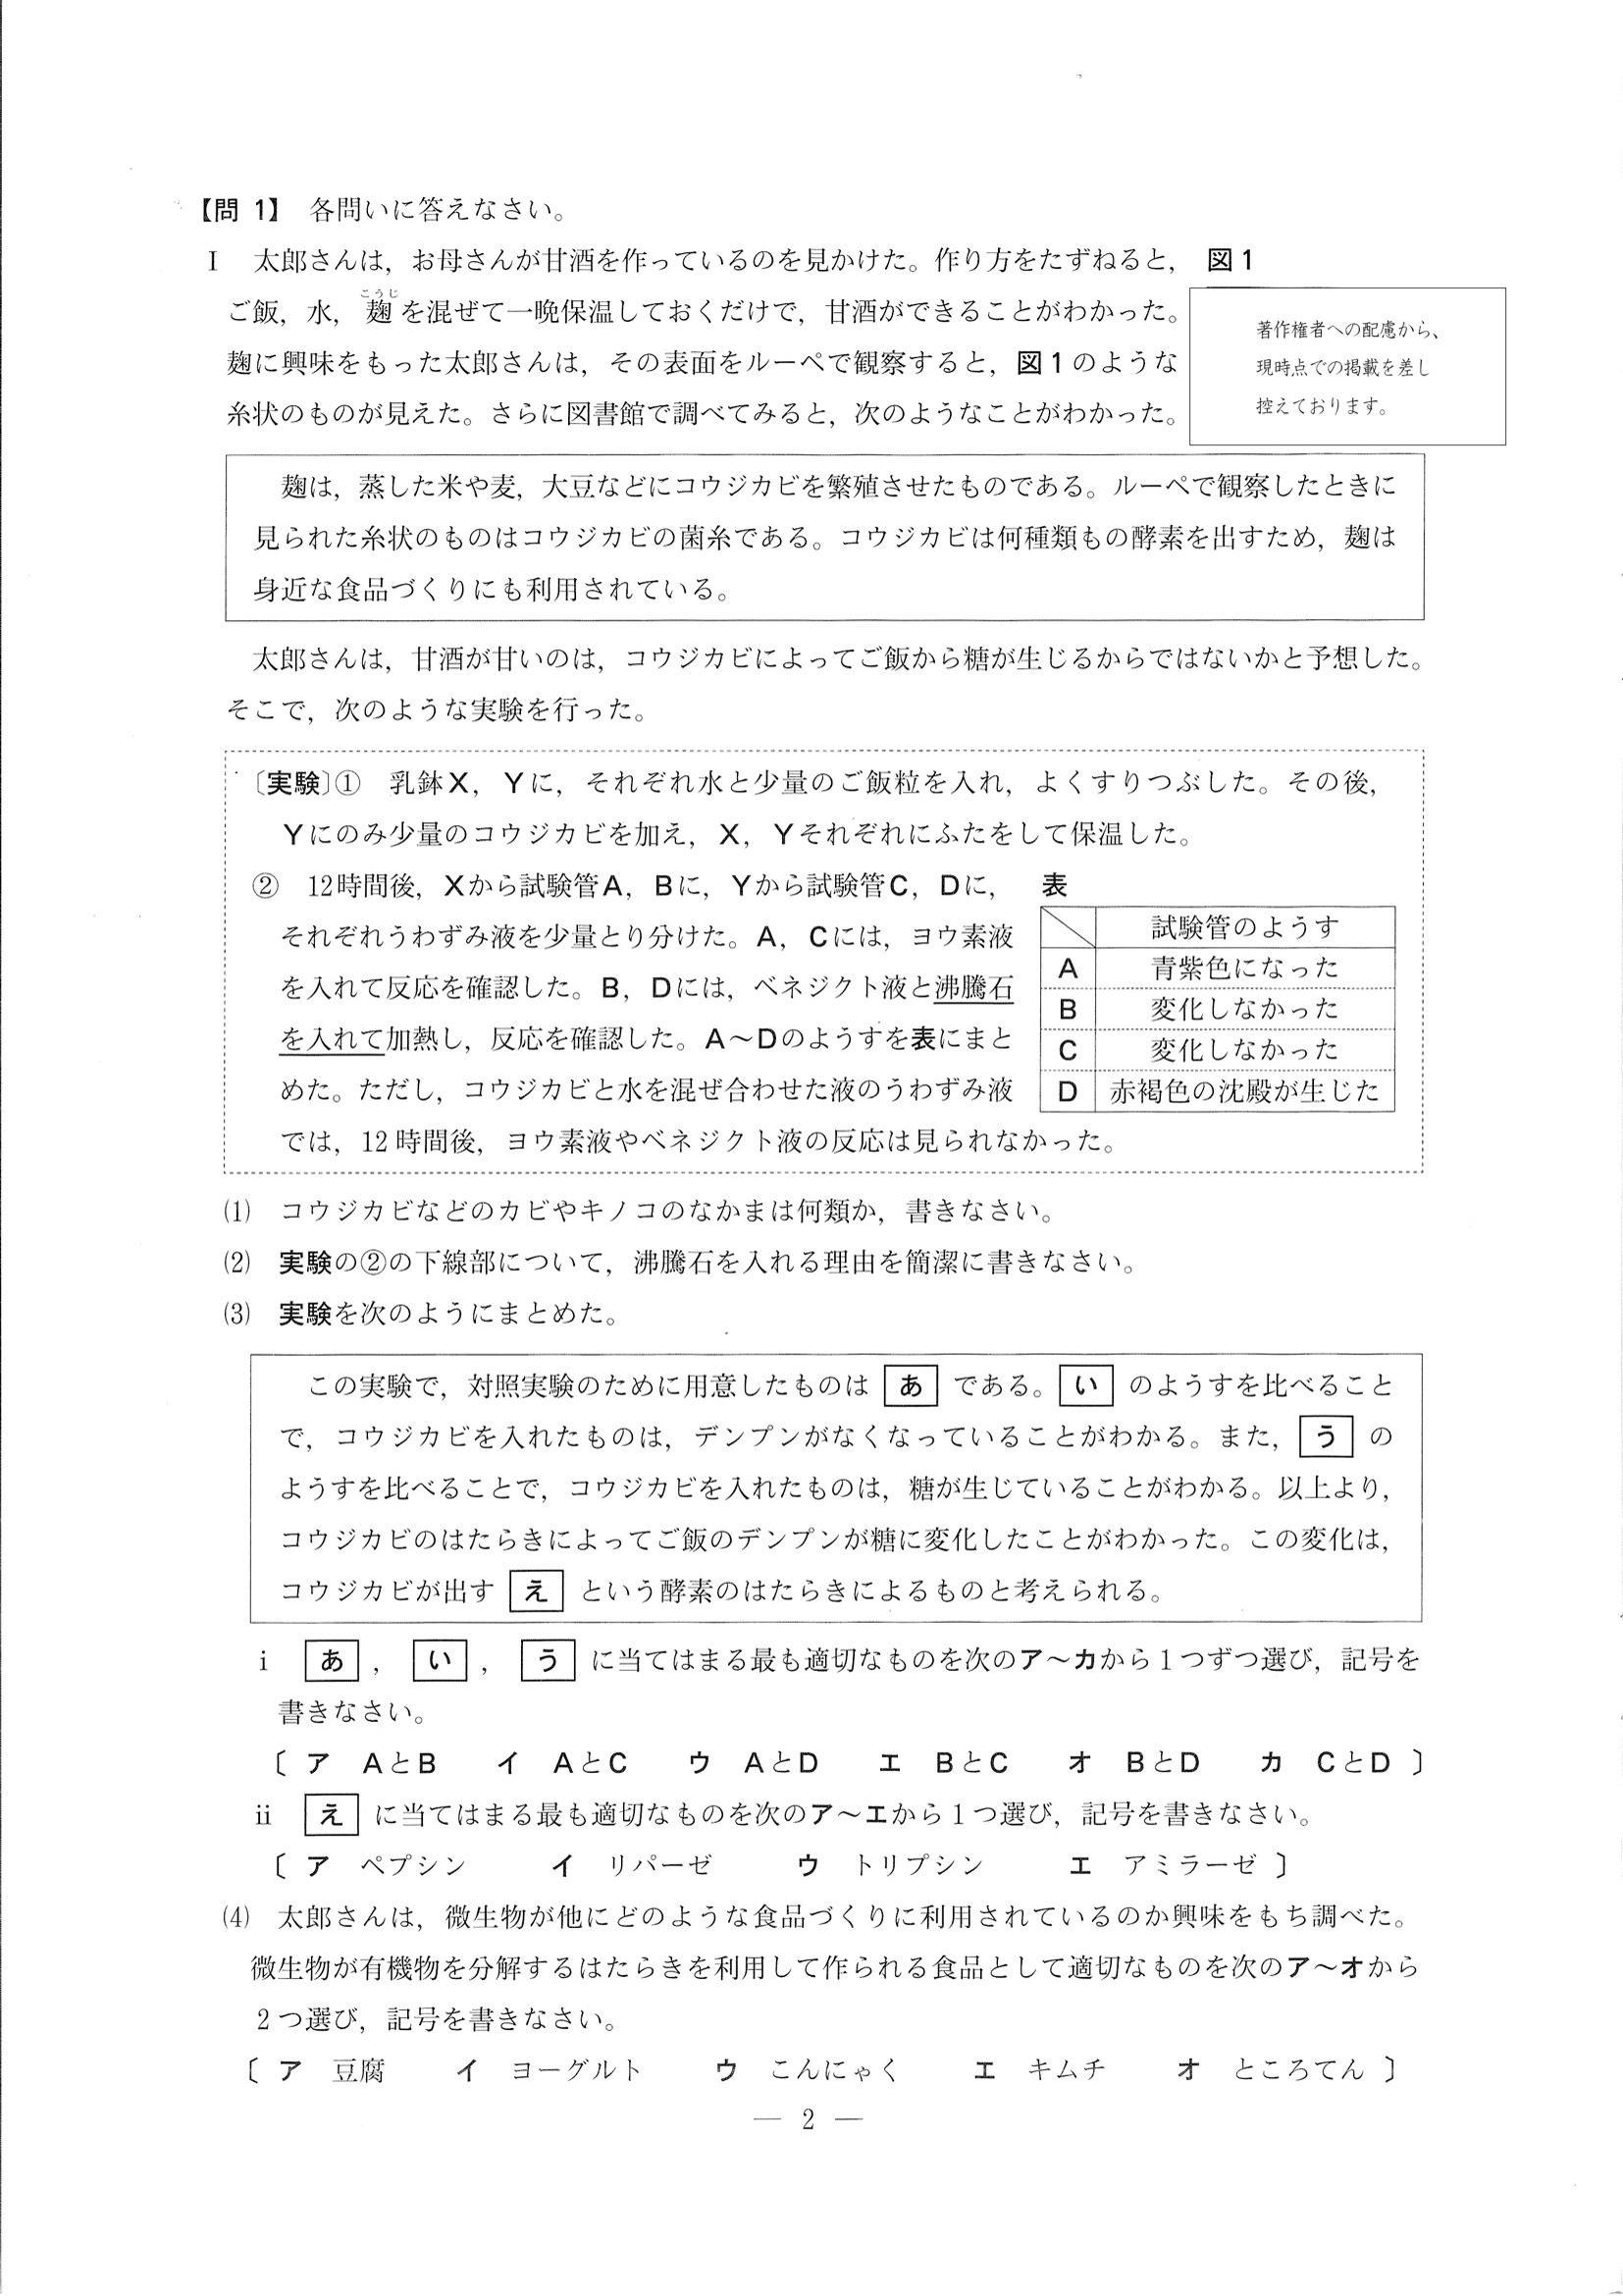 【問 1】 各問いに答えなさい。
Ⅰ 太郎さんは，お母さんが甘酒を作っているのを見かけた。作り方をたずねると，
ご飯，水，麹を混ぜて一晩保温しておくだけで，甘酒ができることがわかった。
こうじ
麹に興味をもった太郎さんは，その表面をルーペで観察すると，図1のような
糸状のものが見えた。さらに図書館で調べてみると，次のようなことがわかった。
図1
著作権者への配慮から、
現時点での掲載を差し
控えております。
麹は，蒸した米や麦，大豆などにコウジカビを繁殖させたものである。ルーペで観察したときに
見られた糸状のものはコウジカビの菌糸である。コウジカビは何種類もの酵素を出すため，麹は
身近な食品づくりにも利用されている。
太郎さんは，甘酒が甘いのは，コウジカビによってご飯から糖が生じるからではないかと予想した。
そこで，次のような実験を行った。
〔実験〕① 乳鉢X，Yに，それぞれ水と少量のご飯粒を入れ，よくすりつぶした。その後，
Yにのみ少量のコウジカビを加え，X，Yそれぞれにふたをして保温した。
② 12時間後，Xから試験管A，Bに，Yから試験管C，Dに，
それぞれうわずみ液を少量とり分けた。A，Cには，ヨウ素液
を入れて反応を確認した。B，Dには，ベネジクト液と沸騰石
を入れて加熱し，反応を確認した。A～Dのようすを表にまと
めた。ただし，コウジカビと水を混ぜ合わせた液のうわずみ液
では，12時間後，ヨウ素液やベネジクト液の反応は見られなかった。
表
試験管のようす
A 青紫色になった
B 変化しなかった
C 変化しなかった
D 赤褐色の沈殿が生じた
(1) コウジカビなどのカビやキノコのなかまは何類か，書きなさい。
(2) 実験の②の下線部について，沸騰石を入れる理由を簡潔に書きなさい。
(3) 実験を次のようにまとめた。
この実験で，対照実験のために用意したものは あ である。 い のようすを比べること
で，コウジカビを入れたものは，デンプンがなくなっていることがわかる。また， う の
ようすを比べることで，コウジカビを入れたものは，糖が生じていることがわかる。以上より，
コウジカビのはたらきによってご飯のデンプンが糖に変化したことがわかった。この変化は，
コウジカビが出す え という酵素のはたらきによるものと考えられる。
ⅰ あ ， い ， う に当てはまる最も適切なものを次のア～カから1つずつ選び，記号を
書きなさい。
〔 ア AとB イ AとC ウ AとD エ BとC オ BとD カ CとD 〕
ⅱ え に当てはまる最も適切なものを次のア～エから1つ選び，記号を書きなさい。
〔 ア ペプシン イ リパーゼ ウ トリプシン エ アミラーゼ 〕
(4) 太郎さんは，微生物が他にどのような食品づくりに利用されているのか興味をもち調べた。
微生物が有機物を分解するはたらきを利用して作られる食品として適切なものを次のア～オから
2つ選び，記号を書きなさい。
〔 ア 豆腐 イ ヨーグルト ウ こんにゃく エ キムチ オ ところてん 〕
― 2 ―